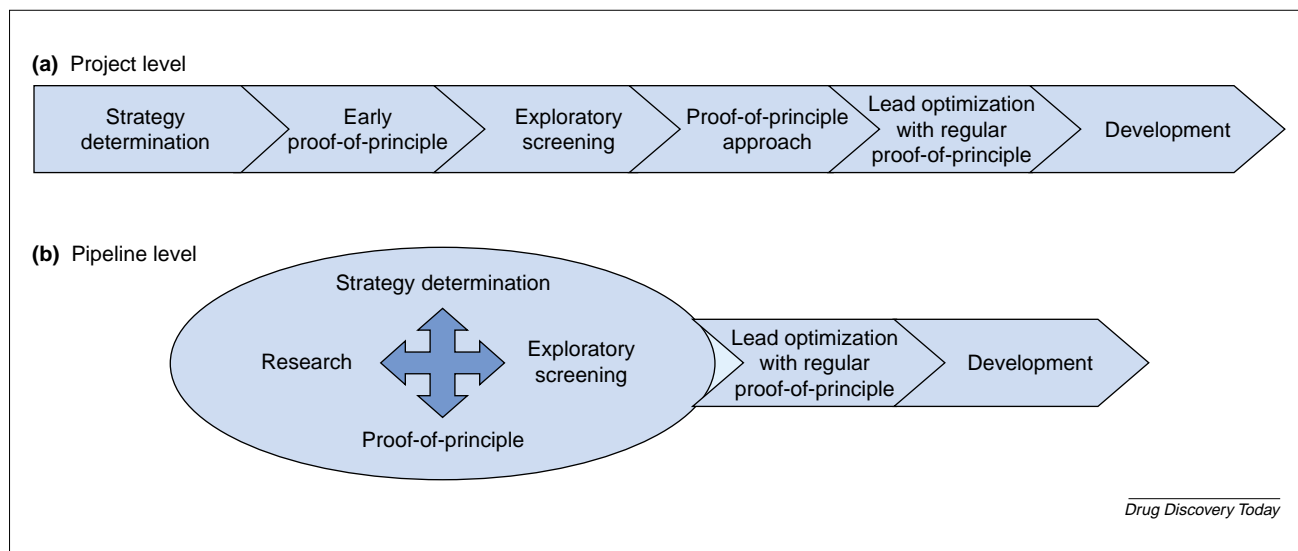 (a) Project level
Strategy
determination
Early
proof-of-principle
Exploratory
screening
Proof-of-principle
approach
Lead optimization
with regular
proof-of-principle
Development
(b) Pipeline level
Strategy determination
Research
Exploratory
screening
Proof-of-principle
Lead optimization
with regular
proof-of-principle
Development
Drug Discovery Today